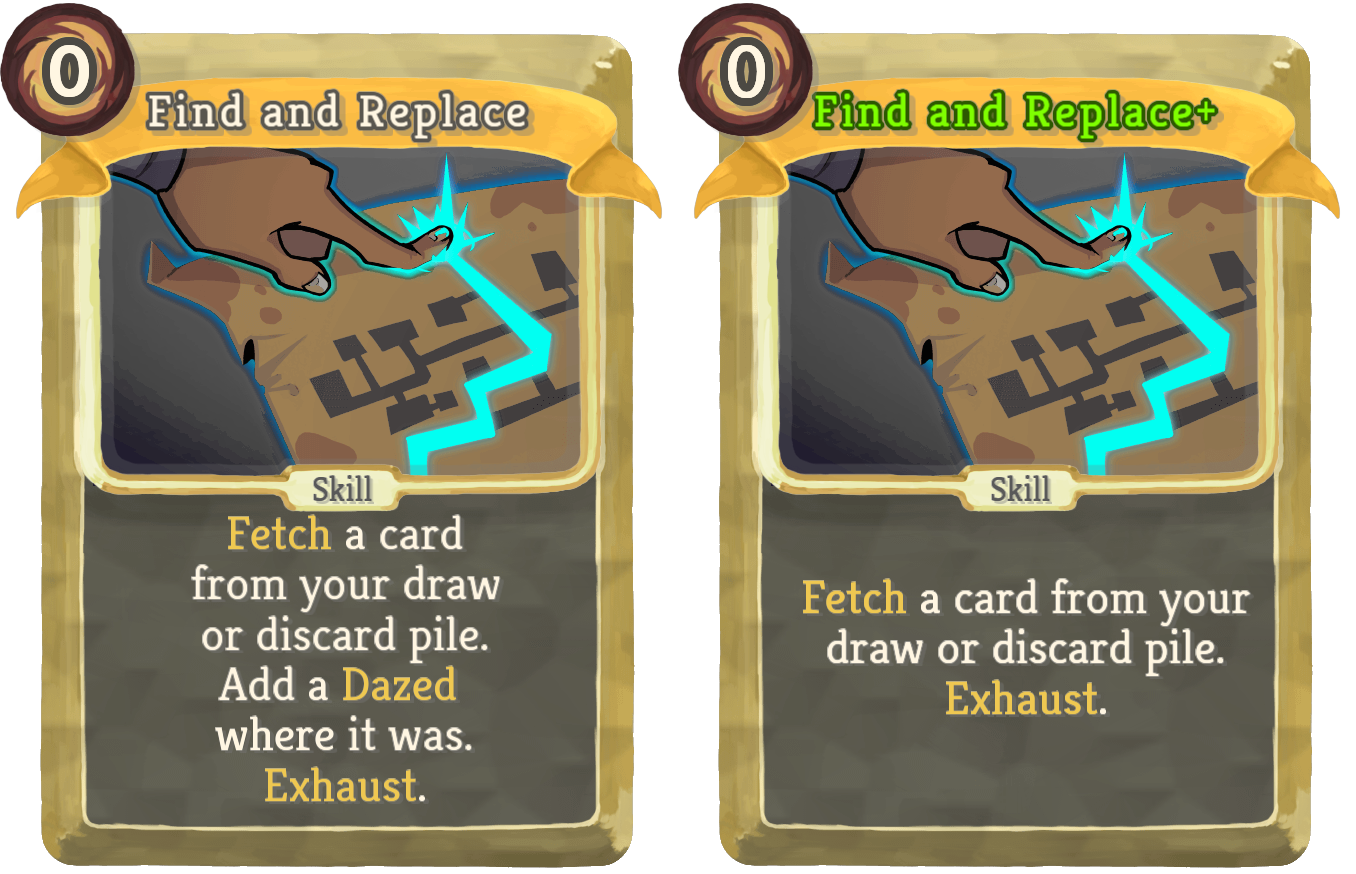 0
Find and Replace
Skill
Fetch a card
from your draw
or discard pile.
Add a Dazed
where it was.
Exhaust.
0
Find and Replace+
Skill
Fetch a card from your
draw or discard pile.
Exhaust.